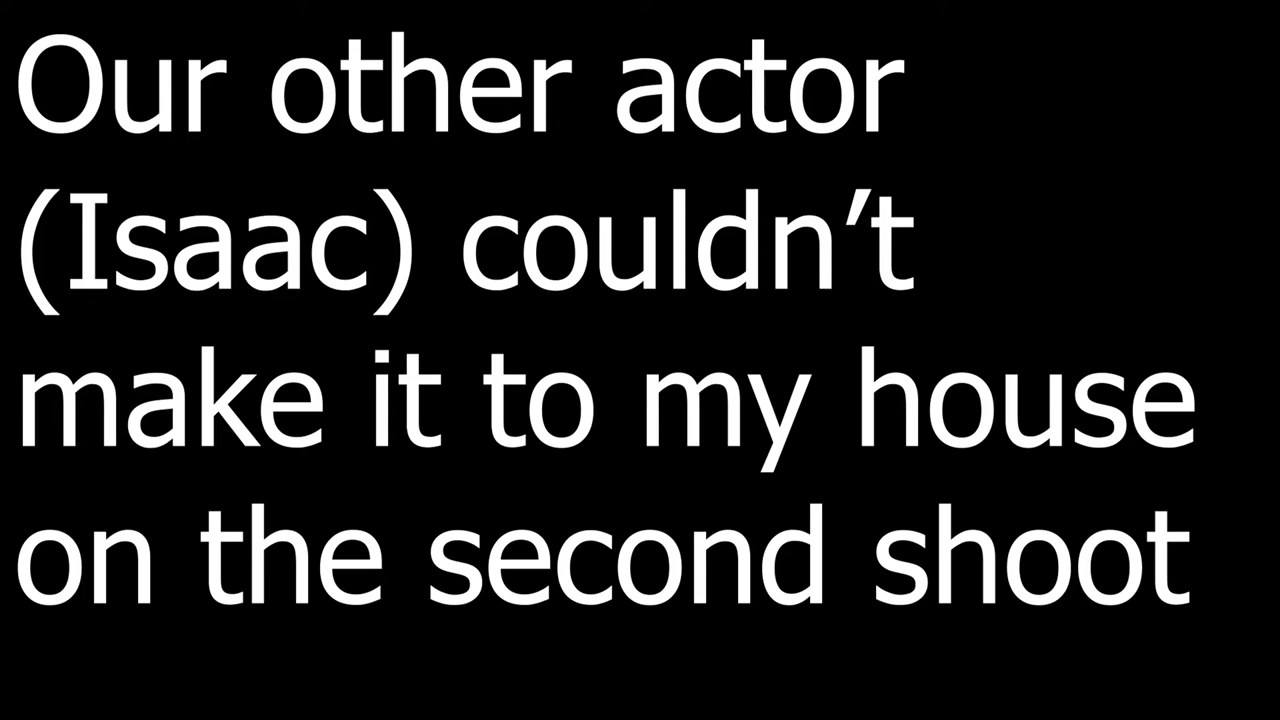 Our other actor
(Isaac) couldn’t
make it to my house
on the second shoot